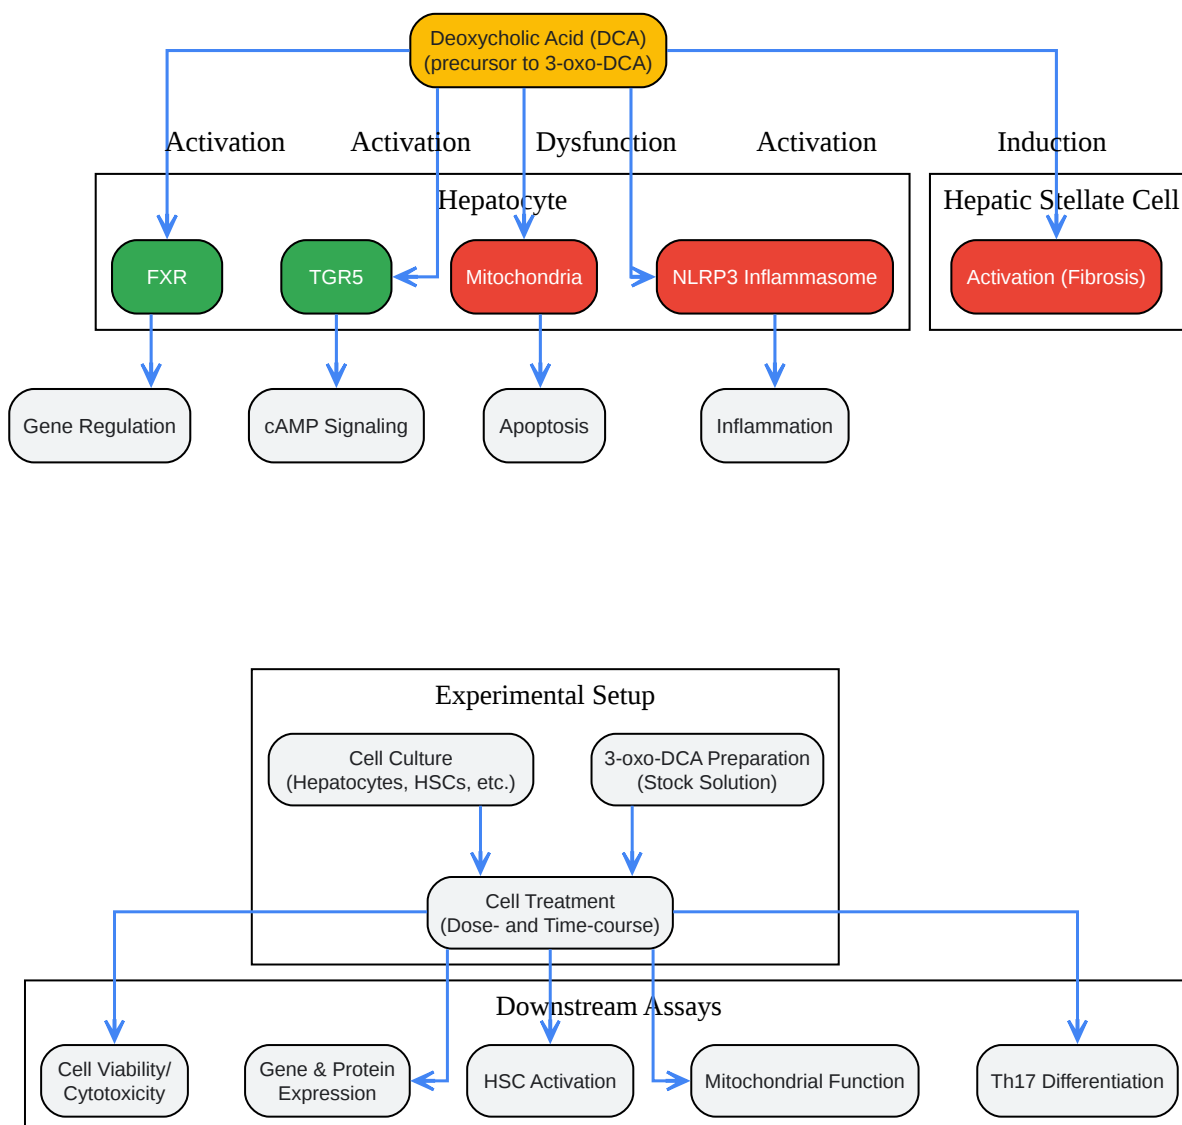 Deoxycholic Acid (DCA)
(precursor to 3-oxo-DCA)
Activation
Activation
Dysfunction
Activation
Induction
Hepatocyte
Hepatic Stellate Cell
FXR
TGR5
Mitochondria
NLRP3 Inflammasome
Activation (Fibrosis)
Gene Regulation
cAMP Signaling
Apoptosis
Inflammation
Experimental Setup
Cell Culture
(Hepatocytes, HSCs, etc.)
3-oxo-DCA Preparation
(Stock Solution)
Cell Treatment
(Dose- and Time-course)
Downstream Assays
Cell Viability/
Cytotoxicity
Gene & Protein
Expression
HSC Activation
Mitochondrial Function
Th17 Differentiation